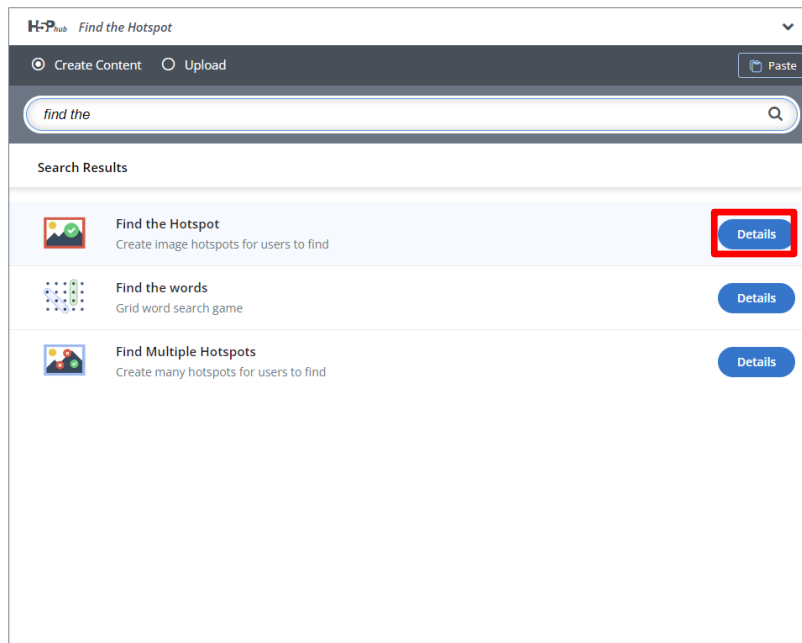 H5P hub Find the Hotspot
Create Content Upload Paste
find the
Search Results
Find the Hotspot
Create image hotspots for users to find
Details
Find the words
Grid word search game
Details
Find Multiple Hotspots
Create many hotspots for users to find
Details